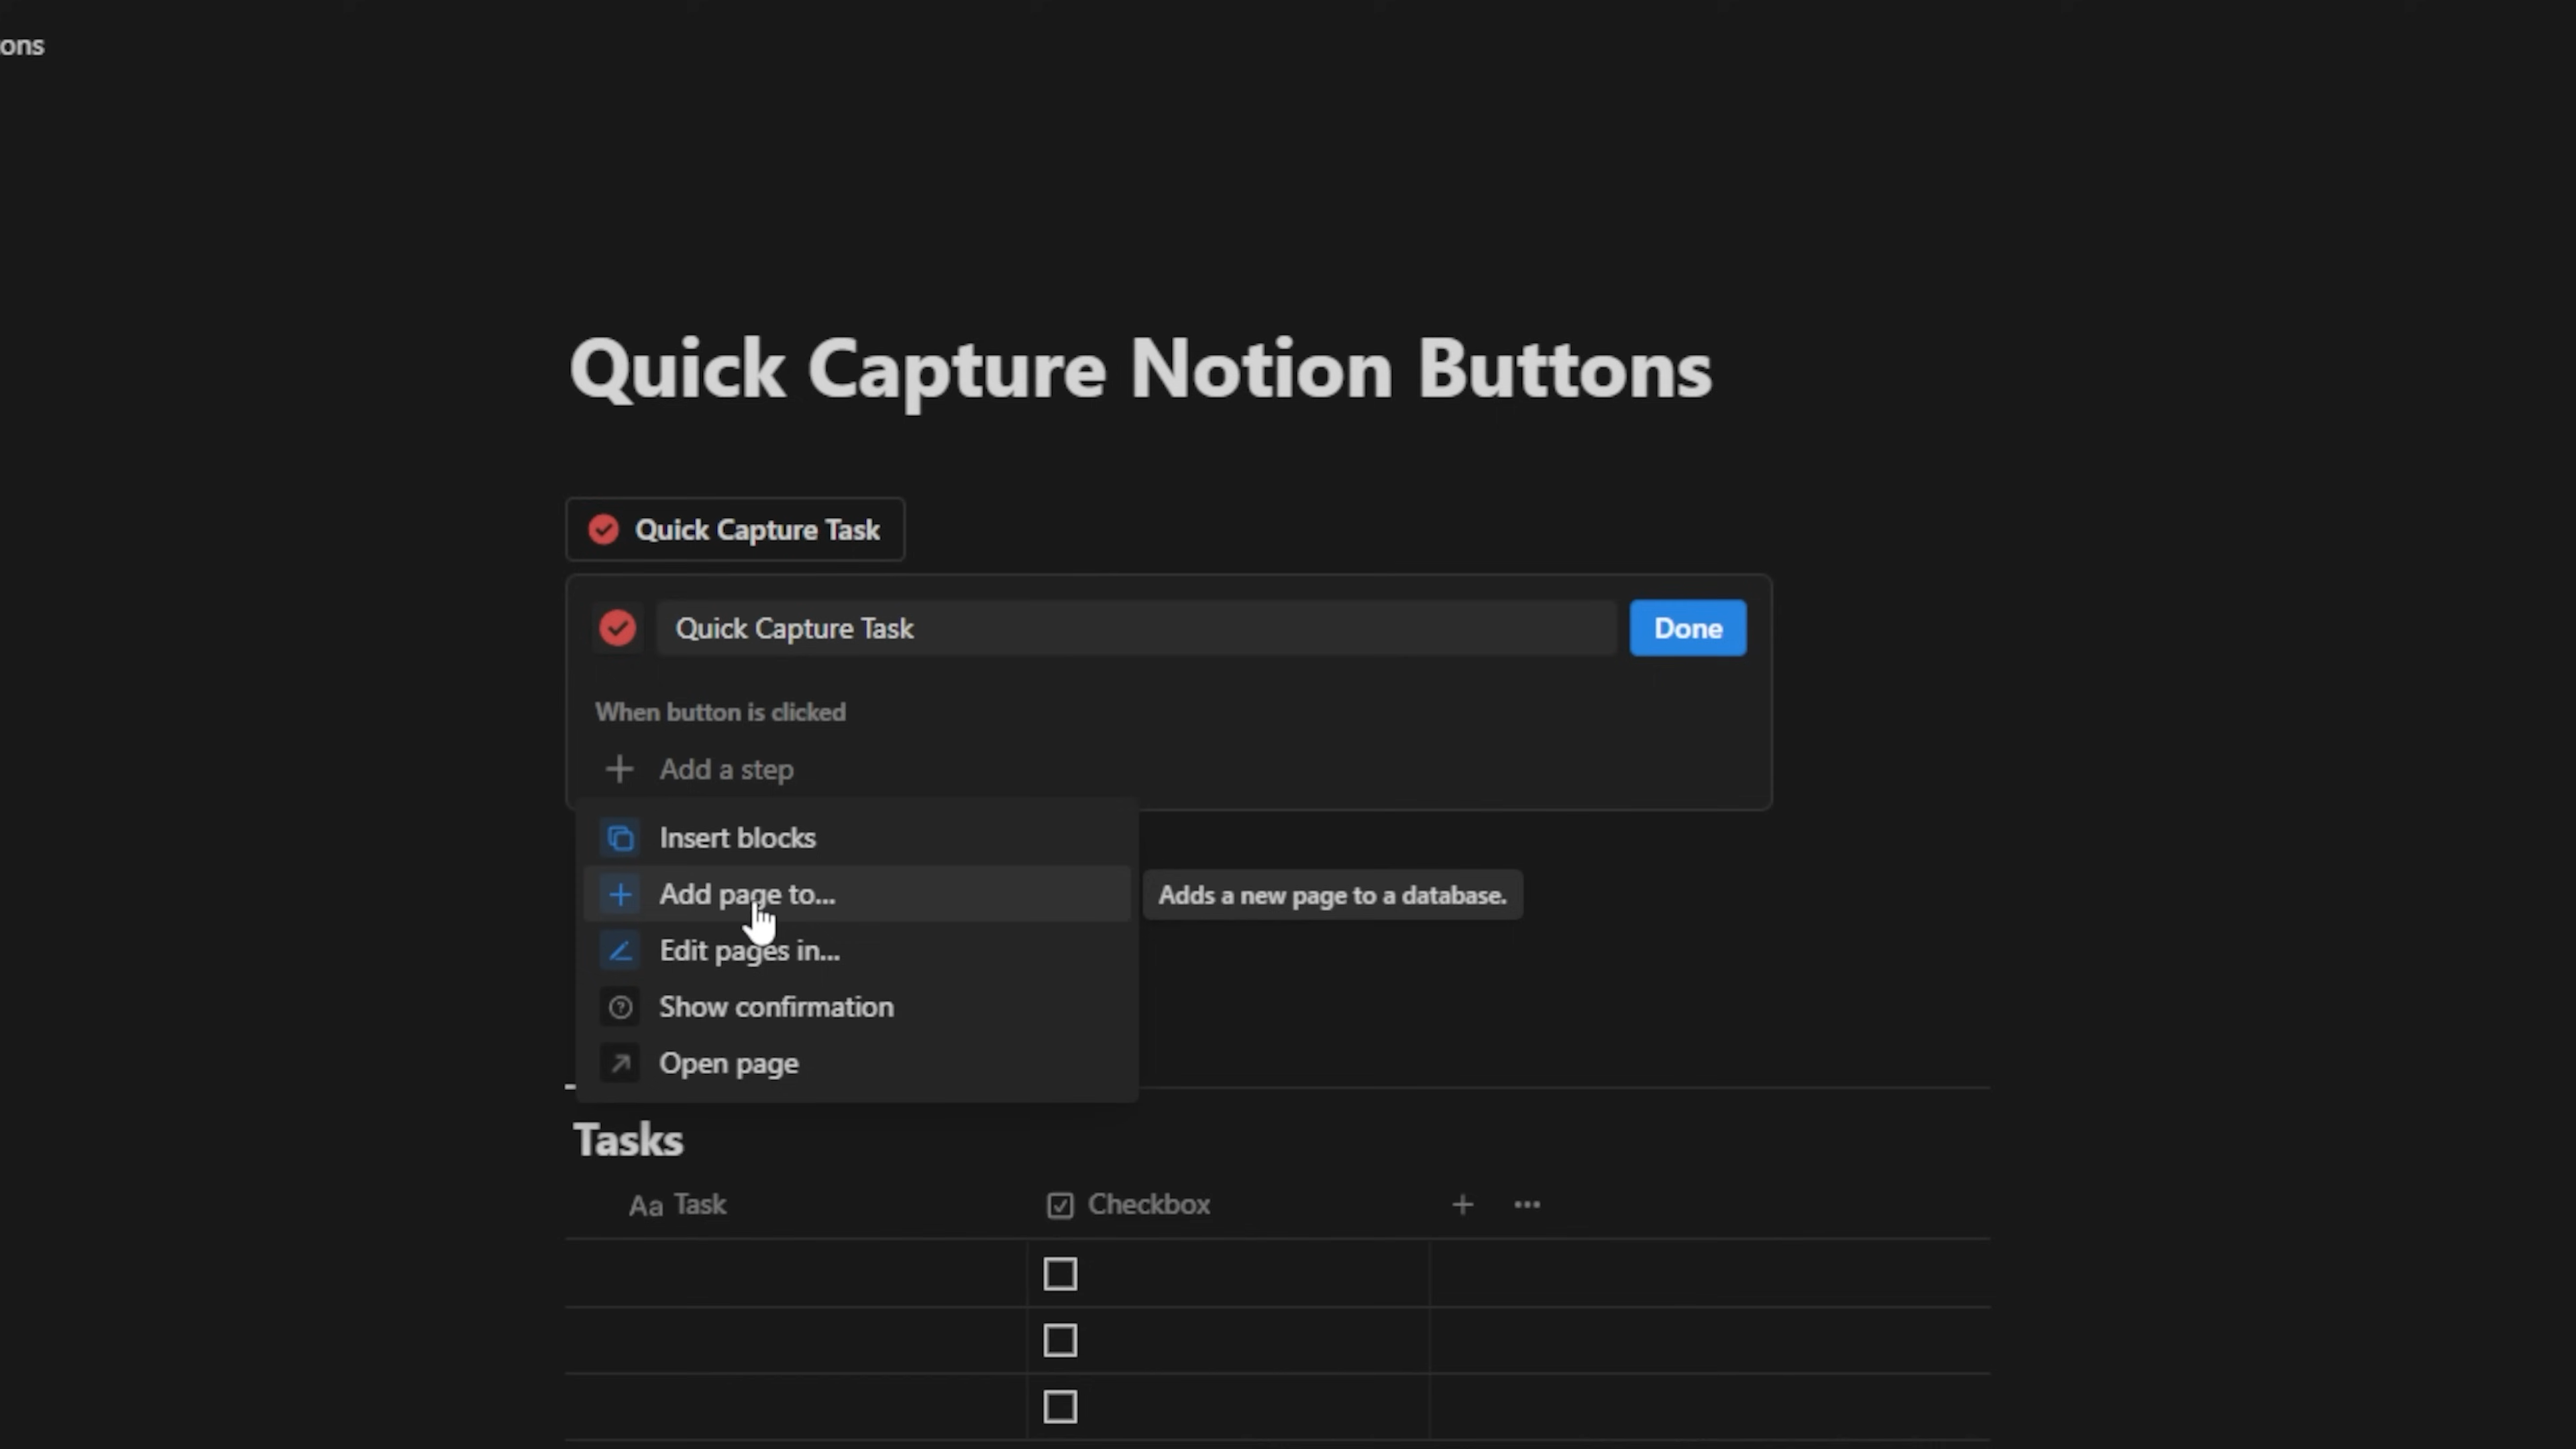 ons
Quick Capture Notion Buttons
Quick Capture Task
Quick Capture Task
Done
When button is clicked
Add a step
Insert blocks
Add page to...
Adds a new page to a database.
Edit pages in...
Show confirmation
Open page
Tasks
Aa Task
Checkbox